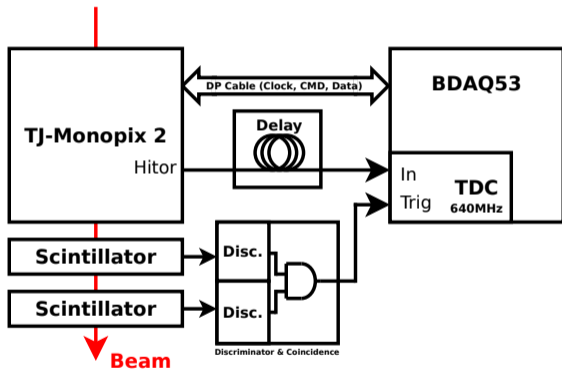 DP Cable (Clock, CMD, Data)
BDAQ53
TJ-Monopix 2
Hitor
Delay
In
Trig
TDC
640MHz
Scintillator
Disc.
Scintillator
Disc.
Discriminator & Coincidence
Beam